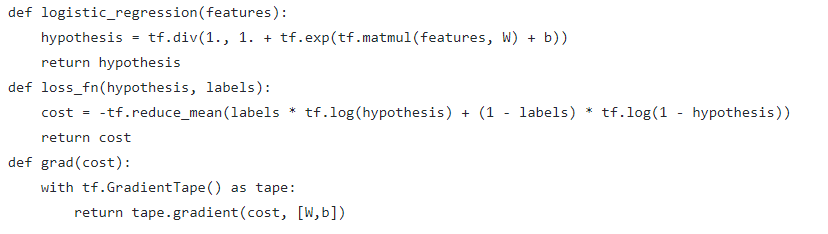 def logistic_regression(features):
    hypothesis = tf.div(1., 1. + tf.exp(tf.matmul(features, W) + b))
    return hypothesis
def loss_fn(hypothesis, labels):
    cost = -tf.reduce_mean(labels * tf.log(hypothesis) + (1 - labels) * tf.log(1 - hypothesis))
    return cost
def grad(cost):
    with tf.GradientTape() as tape:
        return tape.gradient(cost, [W,b])